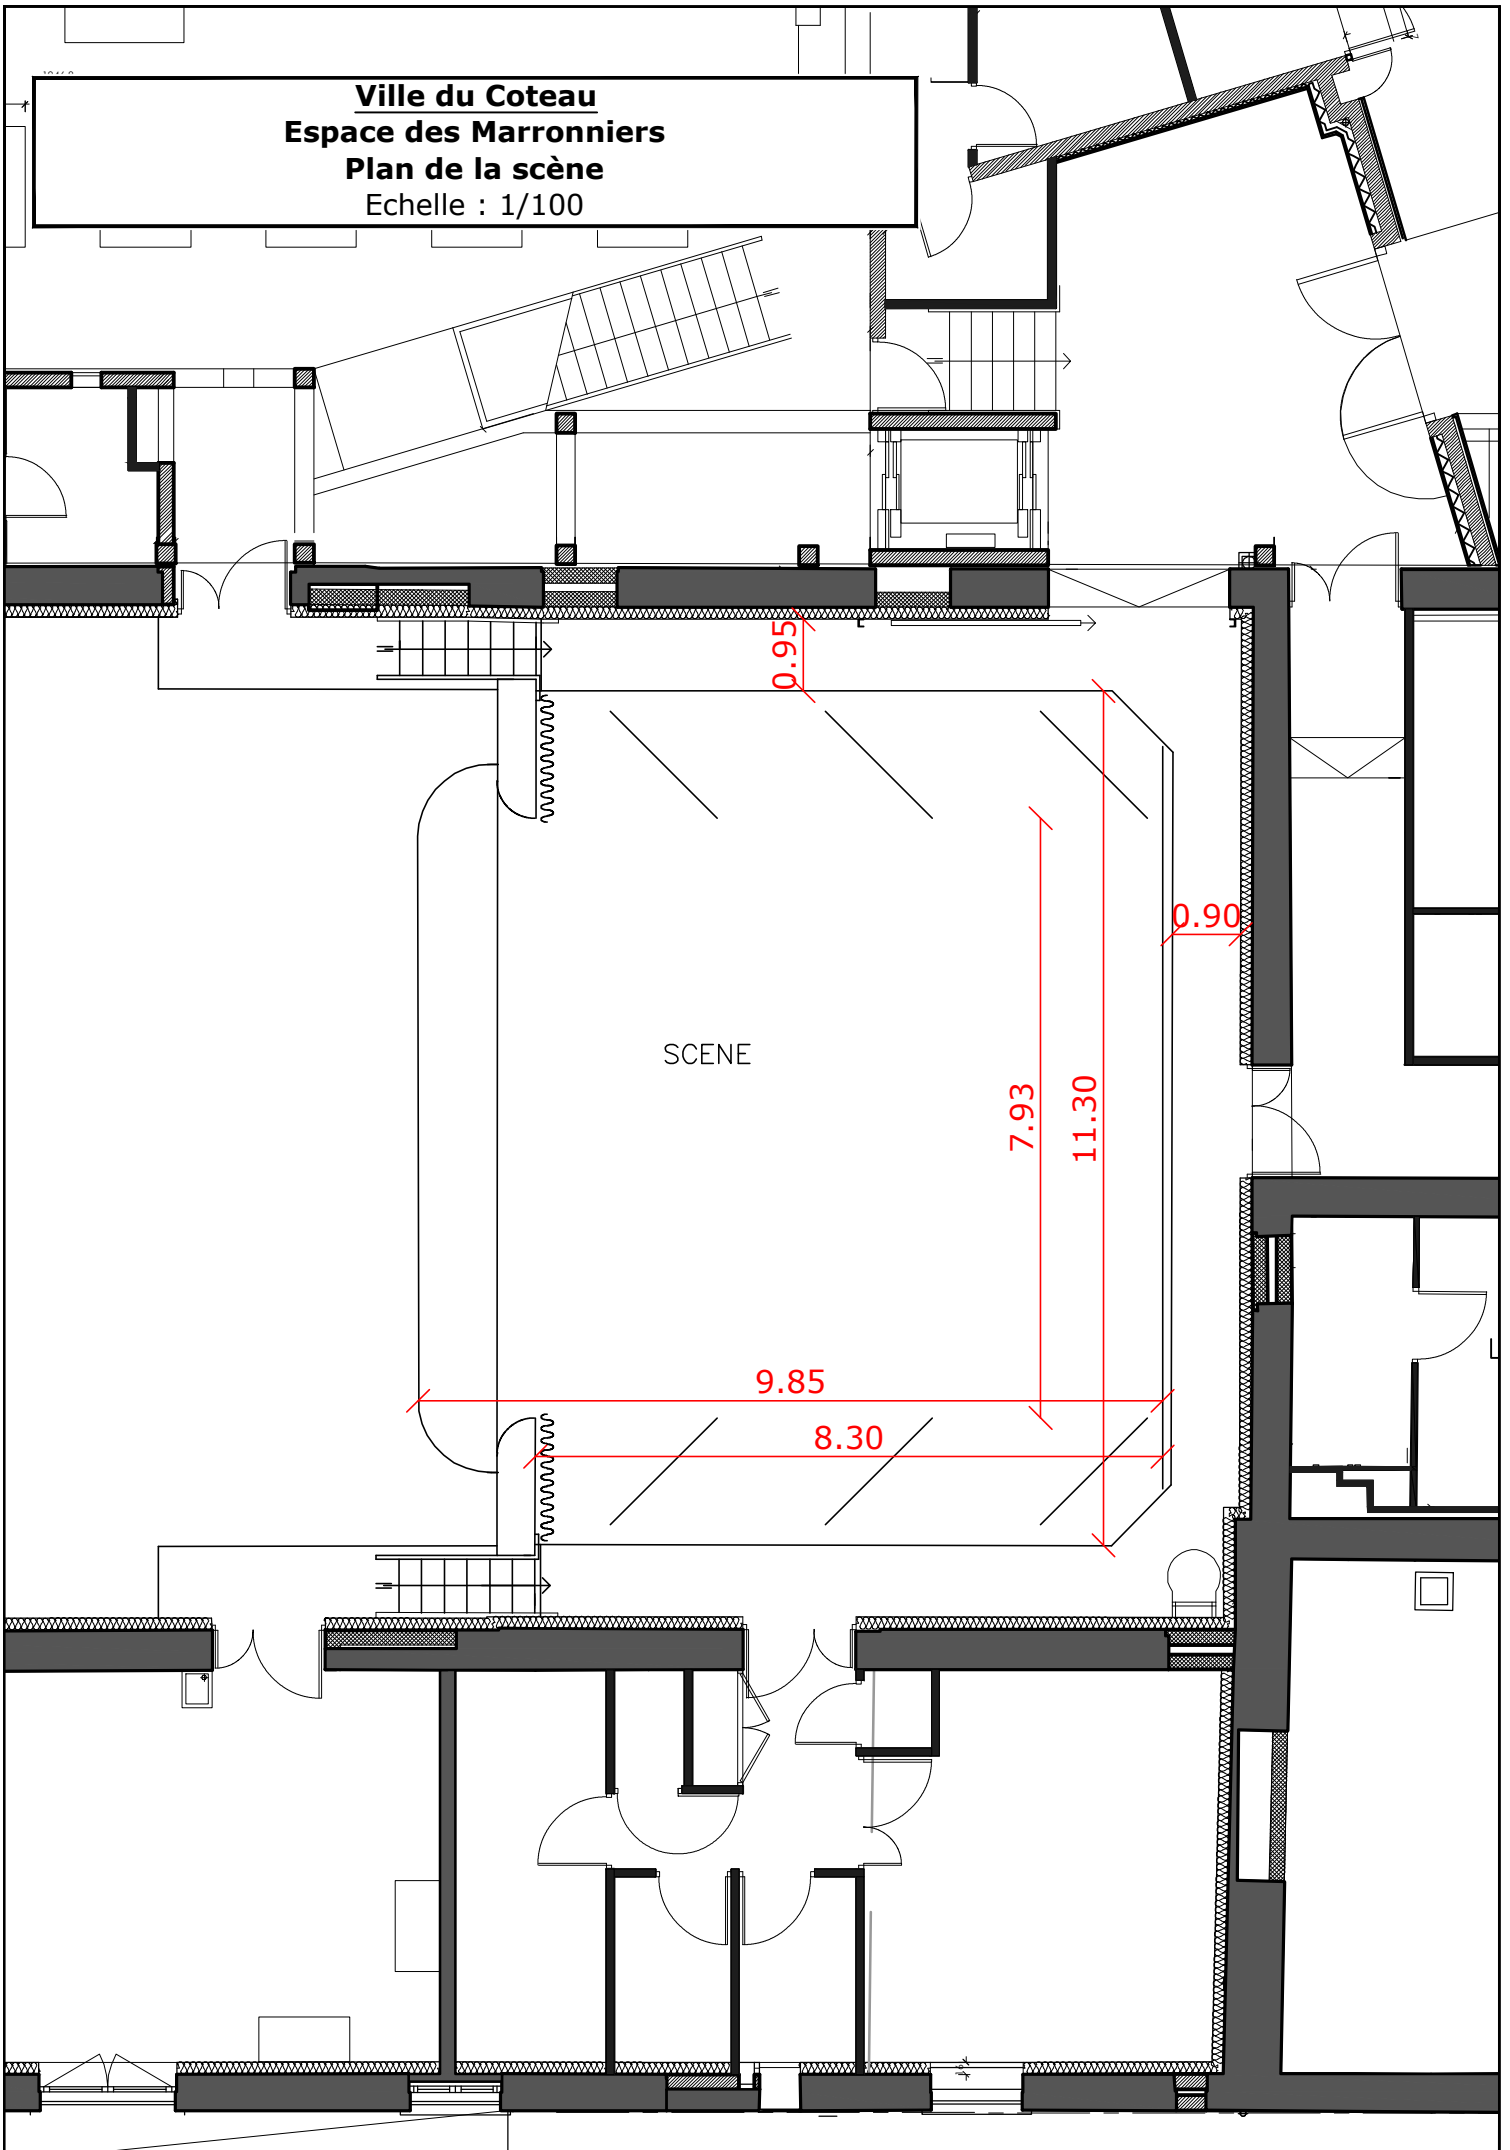 Ville du Coteau
Espace des Marronniers
Plan de la scène
Echelle : 1/100
0.95
0.90
SCENE
7.93
11.30
9.85
8.30